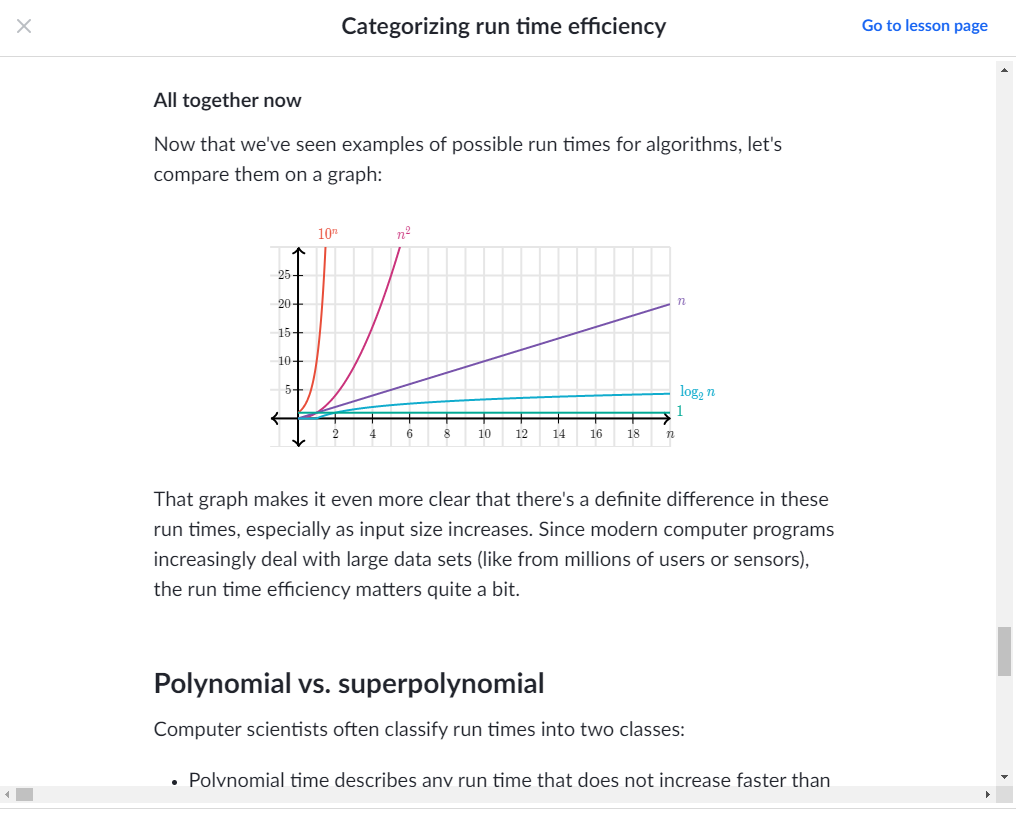 Categorizing run time efficiency
Go to lesson page
All together now
Now that we've seen examples of possible run times for algorithms, let's
compare them on a graph:
10ⁿ
n²
25
20
15
10
5
n
log₂ n
1
2 4 6 8 10 12 14 16 18 n
That graph makes it even more clear that there's a definite difference in these
run times, especially as input size increases. Since modern computer programs
increasingly deal with large data sets (like from millions of users or sensors),
the run time efficiency matters quite a bit.
Polynomial vs. superpolynomial
Computer scientists often classify run times into two classes:
• Polynomial time describes any run time that does not increase faster than